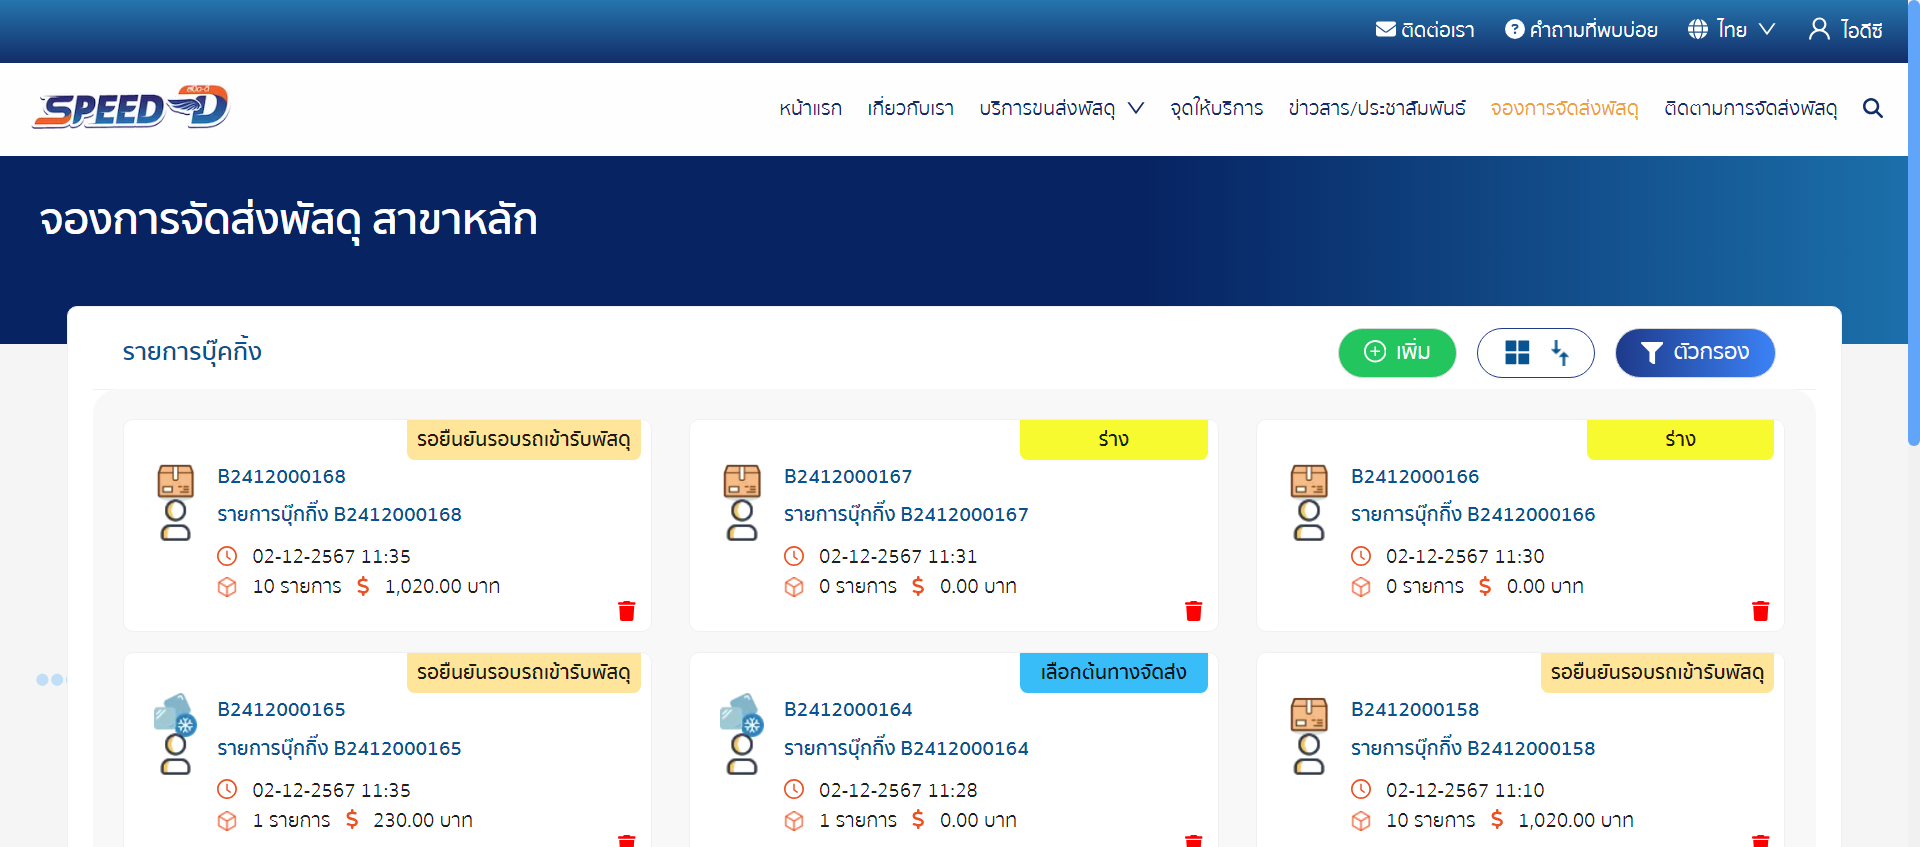 ติดต่อเรา คำถามที่พบบ่อย ไทย ไอดีซี
สปีด-ดี
SPEED-D
หน้าแรก เกี่ยวกับเรา บริการขนส่งพัสดุ จุดให้บริการ ข่าวสาร/ประชาสัมพันธ์ จองการจัดส่งพัสดุ ติดตามการจัดส่งพัสดุ
จองการจัดส่งพัสดุ สาขาหลัก
รายการบุ๊คกิ้ง เพิ่ม ตัวกรอง
รอยืนยันรอบรถเข้ารับพัสดุ
B2412000168
รายการบุ๊กกิ้ง B2412000168
02-12-2567 11:35
10 รายการ $ 1,020.00 บาท
ร่าง
B2412000167
รายการบุ๊กกิ้ง B2412000167
02-12-2567 11:31
0 รายการ $ 0.00 บาท
ร่าง
B2412000166
รายการบุ๊กกิ้ง B2412000166
02-12-2567 11:30
0 รายการ $ 0.00 บาท
รอยืนยันรอบรถเข้ารับพัสดุ
B2412000165
รายการบุ๊กกิ้ง B2412000165
02-12-2567 11:35
1 รายการ $ 230.00 บาท
เลือกต้นทางจัดส่ง
B2412000164
รายการบุ๊กกิ้ง B2412000164
02-12-2567 11:28
1 รายการ $ 0.00 บาท
รอยืนยันรอบรถเข้ารับพัสดุ
B2412000158
รายการบุ๊กกิ้ง B2412000158
02-12-2567 11:10
10 รายการ $ 1,020.00 บาท